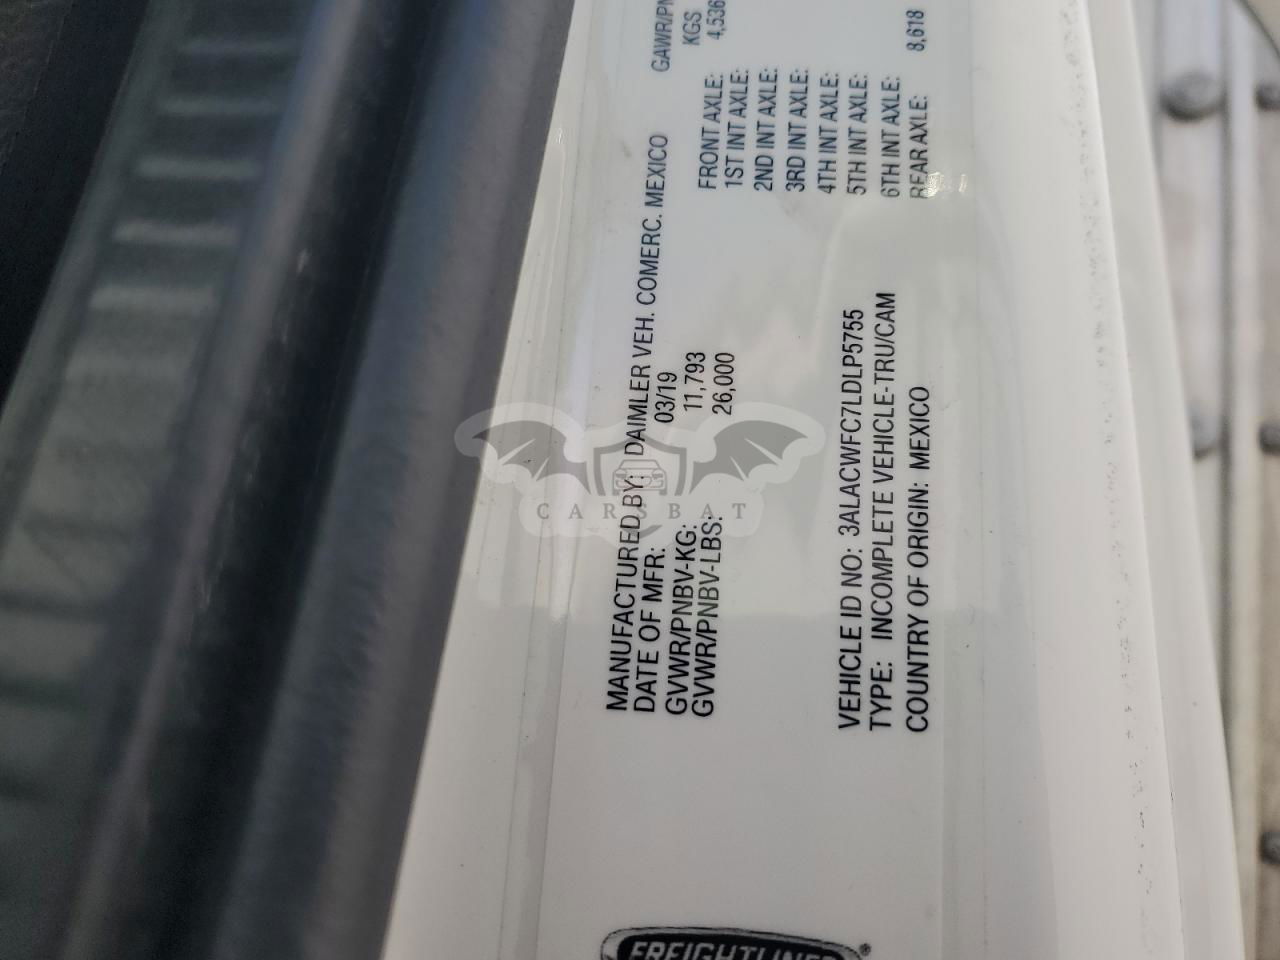 FREIGHTLINER®
MANUFACTURED BY: DAIMLER VEH. COMERC. MEXICO
DATE OF MFR: 03/19
GVWR/PNBV-KG: 11,793
GVWR/PNBV-LBS: 26,000
VEHICLE ID NO: 3ALACWFC7LDLP5755
TYPE: INCOMPLETE VEHICLE-TRU/CAM
COUNTRY OF ORIGIN: MEXICO
KGS
FRONT AXLE: 4,536
1ST INT AXLE:
2ND INT AXLE:
3RD INT AXLE:
4TH INT AXLE:
5TH INT AXLE:
6TH INT AXLE:
REAR AXLE: 8,618
CARSBAT